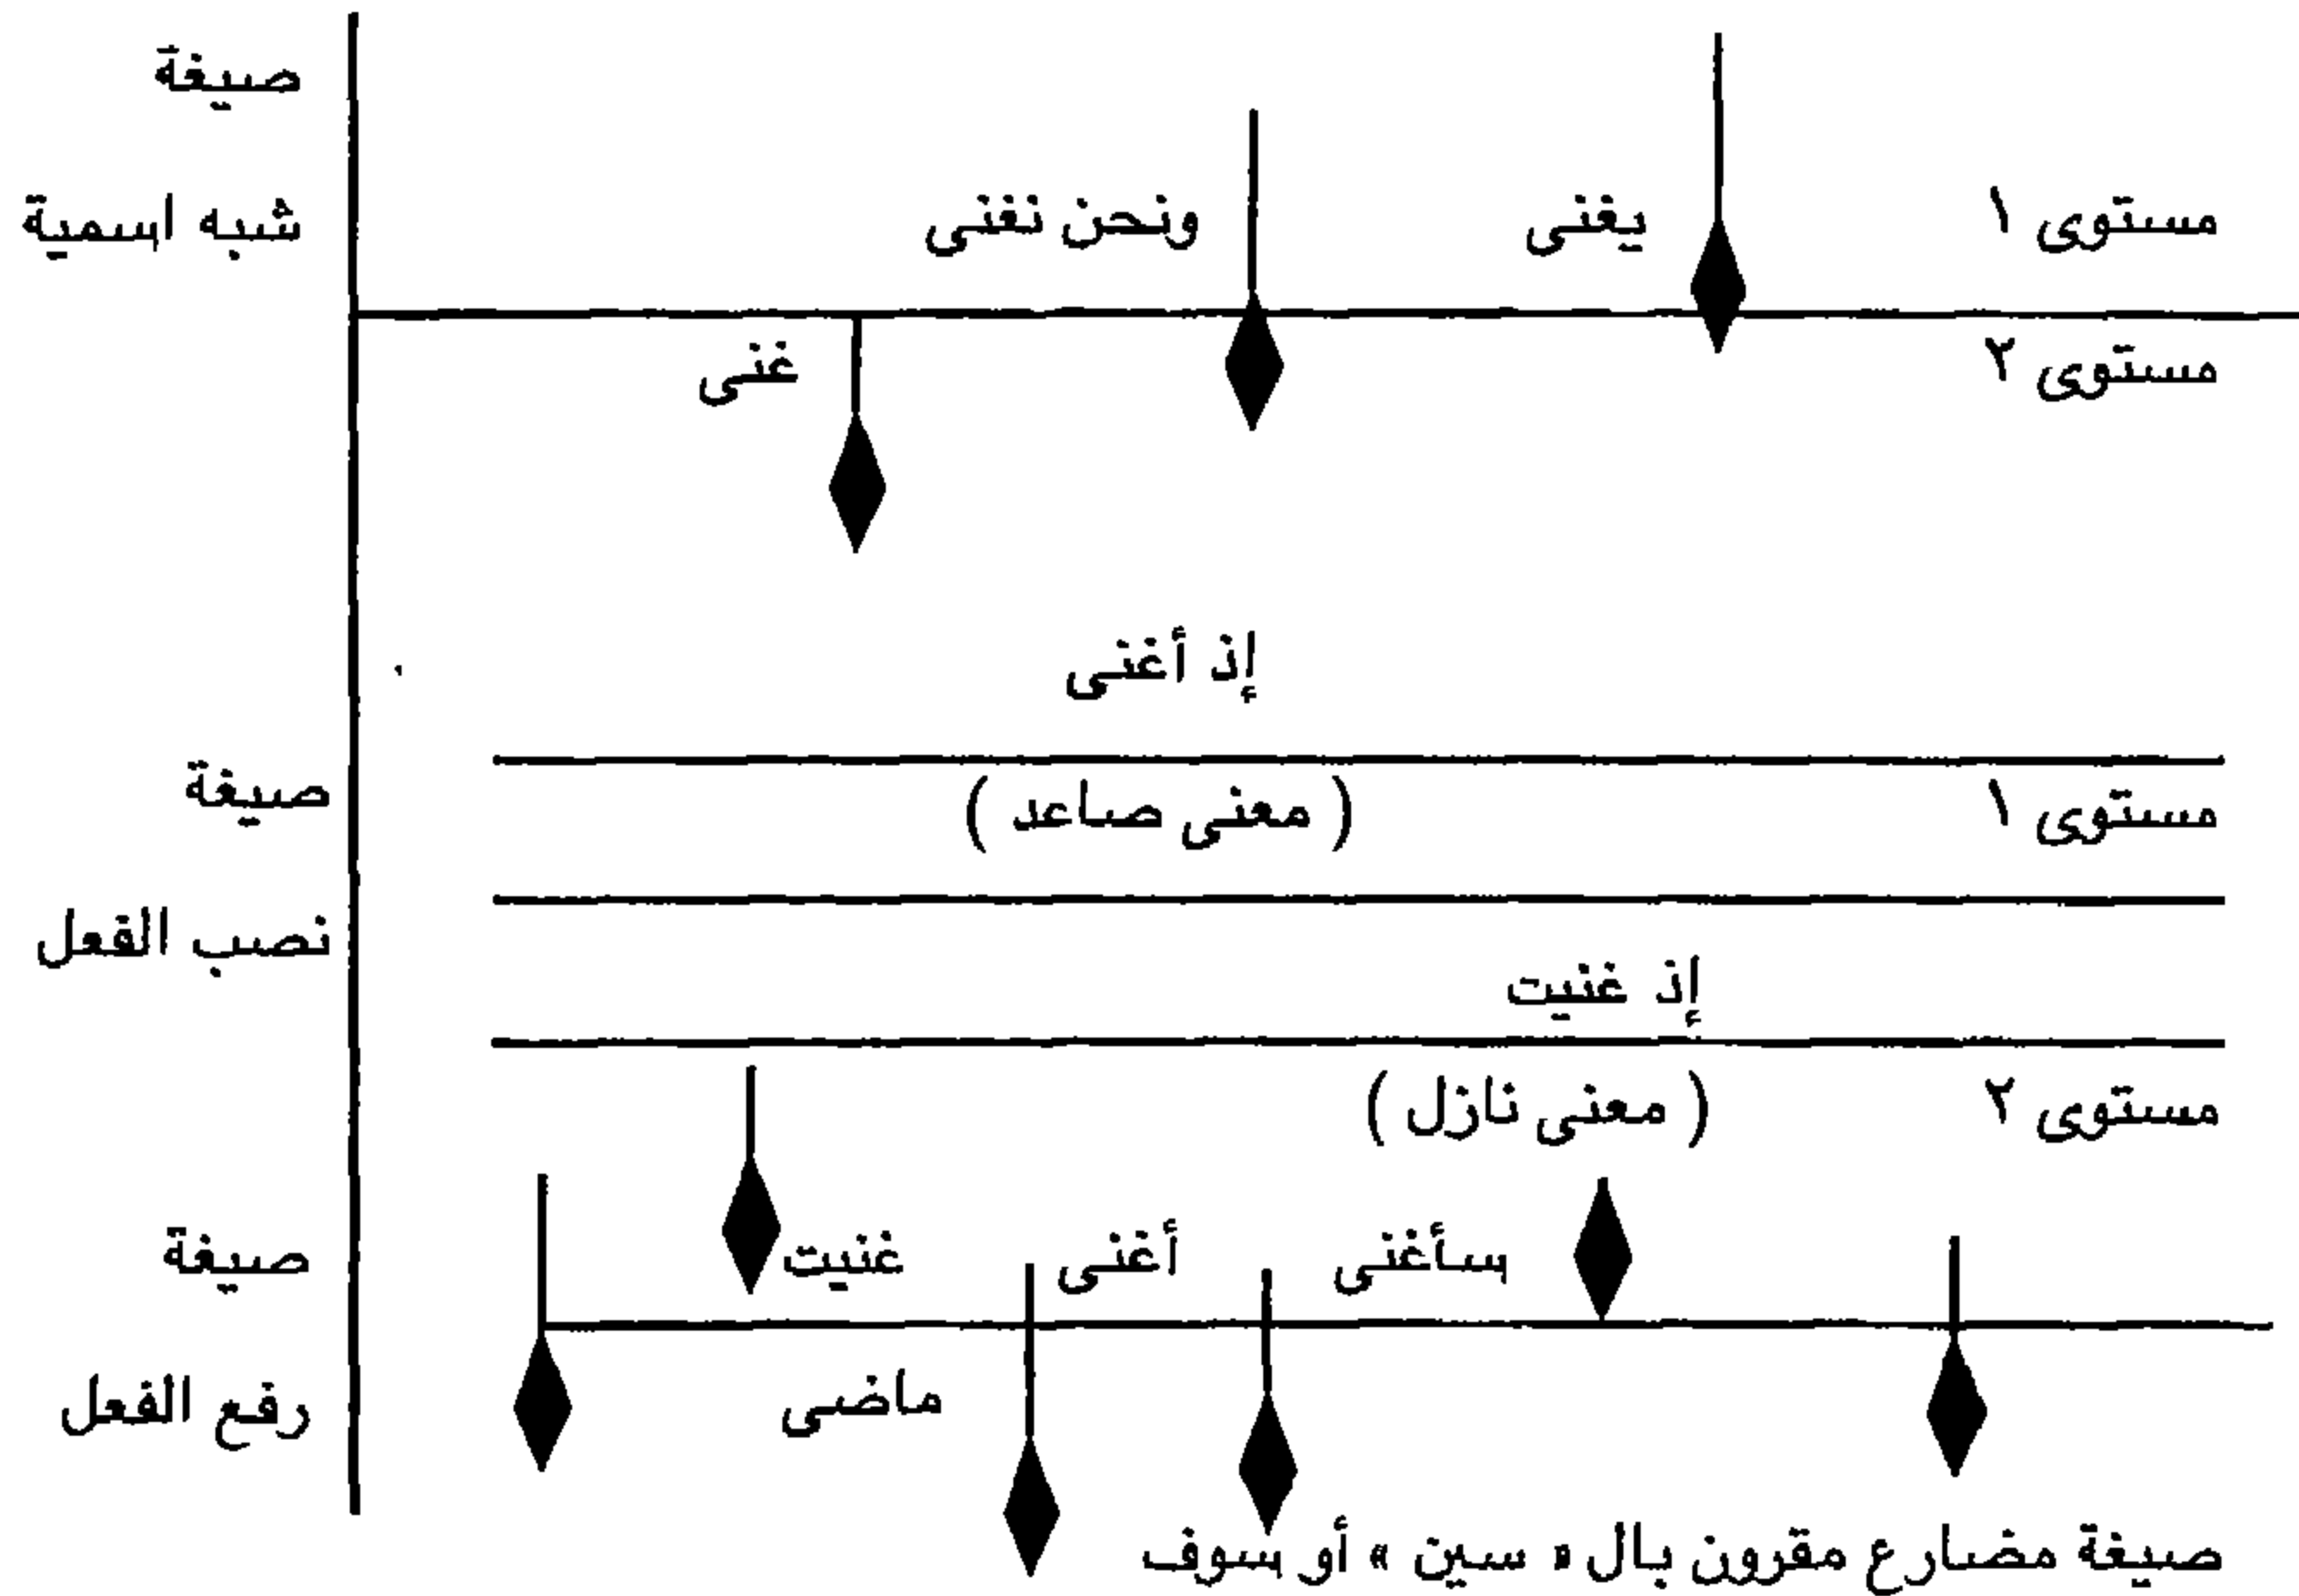 صيغة
شبه اسمية
مستوى ١ يغنى ونحن نغنى
مستوى ٢ غنى
إذ أغنى
صيغة
مستوى ١ ( معنى صاعد )
نصب الفعل
إذ غنيت
مستوى ٢ ( معنى نازل )
صيغة
سأغنى أغنى غنيت
رفع الفعل
ماضى
صيغة مضارع مقرون بال « سين » أو سوف